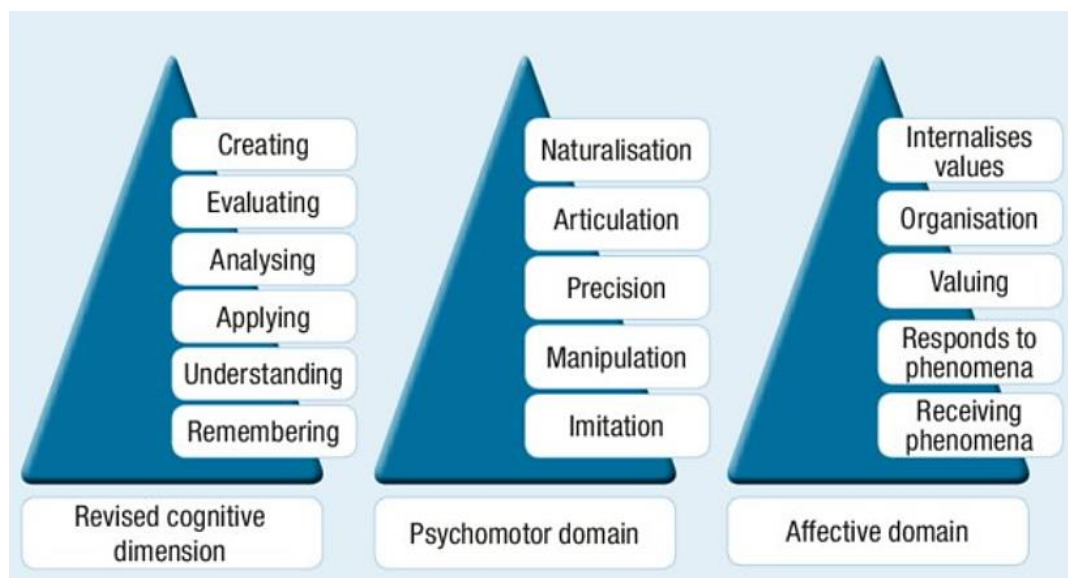 Creating
Evaluating
Analysing
Applying
Understanding
Remembering
Revised cognitive
dimension
Naturalisation
Articulation
Precision
Manipulation
Imitation
Psychomotor domain
Internalises
values
Organisation
Valuing
Responds to
phenomena
Receiving
phenomena
Affective domain